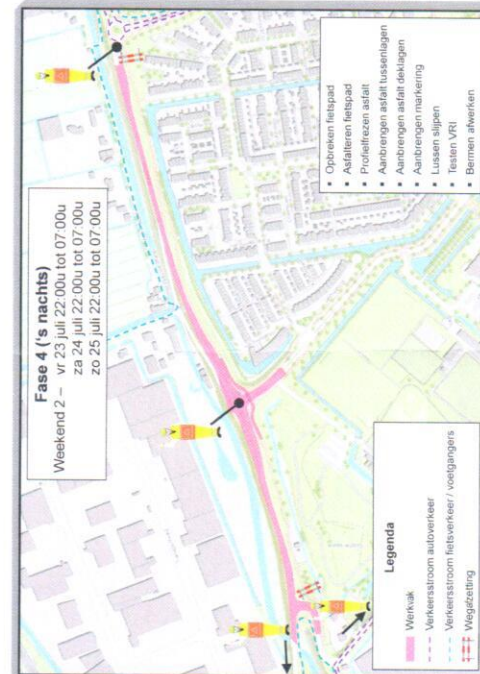 Fase 4 ('s nachts)
Weekend 2 – vr 23 juli 22:00u tot 07:00u
za 24 juli 22:00u tot 07:00u
zo 25 juli 22:00u tot 07:00u
▪ Opbreken fietspad
▪ Asfalteren fietspad
▪ Profielfrezen asfalt
▪ Aanbrengen asfalt tussenlagen
▪ Aanbrengen asfalt deklagen
▪ Aanbrengen markering
▪ Lussen slijpen
▪ Testen VRI
▪ Bermen afwerken
Legenda
Werkvak
Verkeersstroom autoverkeer
Verkeersstroom fietsverkeer / voetgangers
Wegafzetting